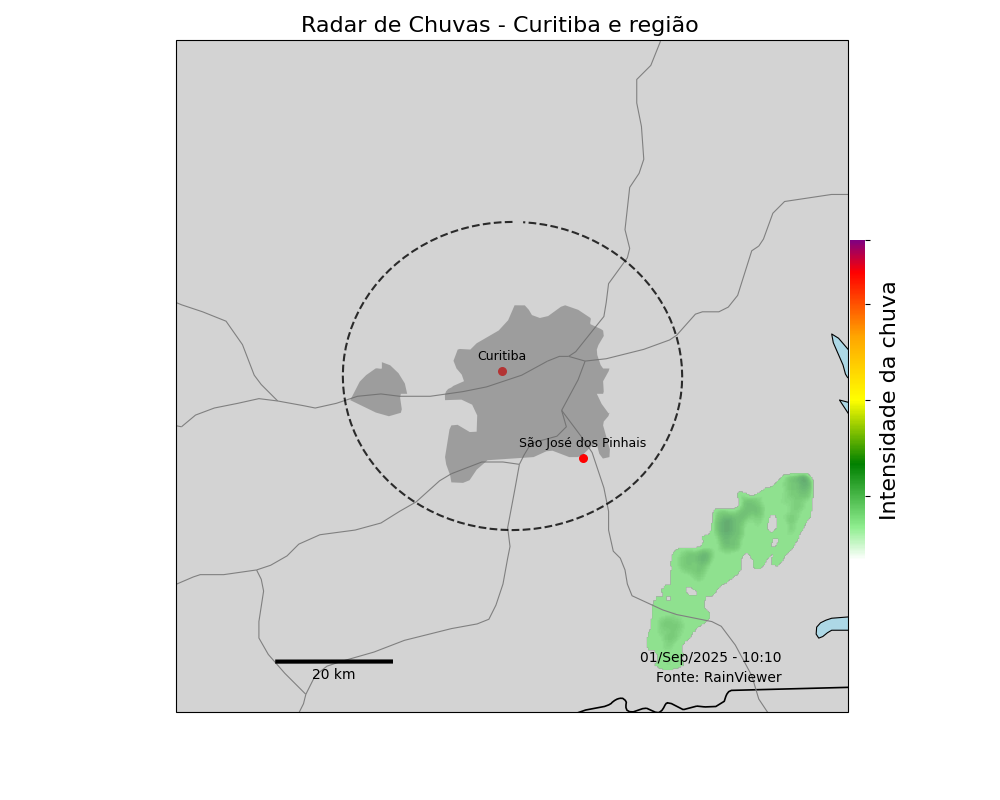 Radar de Chuvas - Curitiba e região
Curitiba
São José dos Pinhais
Intensidade da chuva
01/Sep/2025 - 10:10
20 km
Fonte: RainViewer